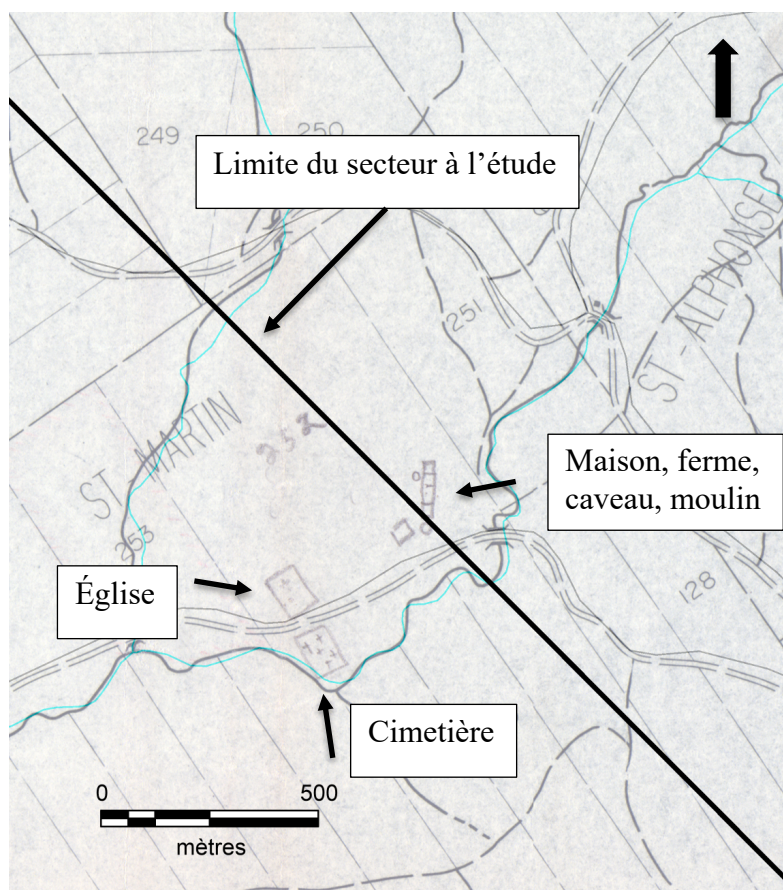 249
250
Limite du secteur à l’étude
251
ST-ALPHONSE
252
ST. MARTIN
Maison, ferme,
caveau, moulin
253
Église
128
Cimetière
0 500
mètres